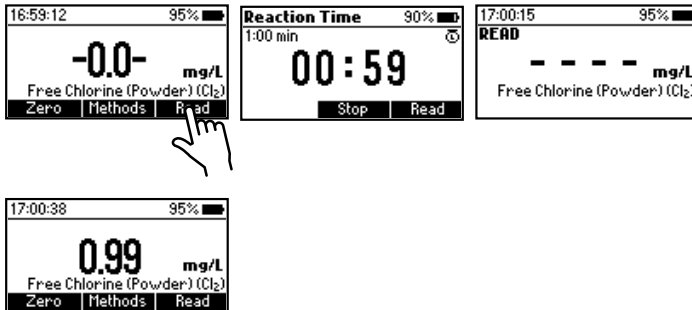 16:59:12 95%
-0.0- mg/L
Free Chlorine (Powder) (Cl₂)
Zero Methods Read
Reaction Time 90%
1:00 min
00:59
Stop Read
17:00:15 95%
READ
- - - - mg/L
Free Chlorine (Powder) (Cl₂)
17:00:38 95%
0.99 mg/L
Free Chlorine (Powder) (Cl₂)
Zero Methods Read